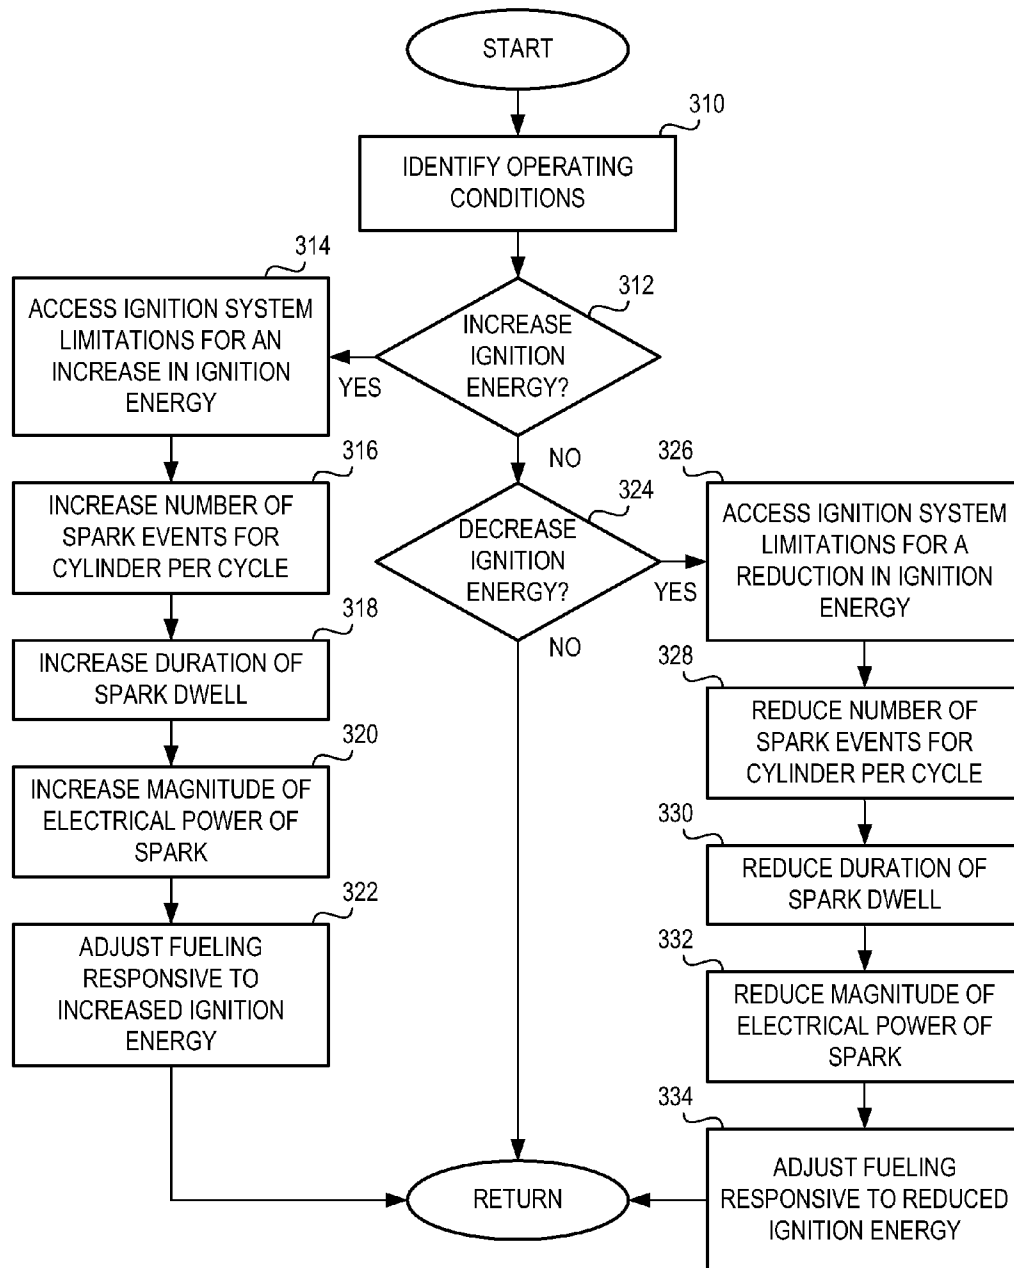 START
310
IDENTIFY OPERATING
CONDITIONS
312
INCREASE
IGNITION
ENERGY?
YES
NO
314
ACCESS IGNITION SYSTEM
LIMITATIONS FOR AN
INCREASE IN IGNITION
ENERGY
316
INCREASE NUMBER OF
SPARK EVENTS FOR
CYLINDER PER CYCLE
318
INCREASE DURATION OF
SPARK DWELL
320
INCREASE MAGNITUDE OF
ELECTRICAL POWER OF
SPARK
322
ADJUST FUELING
RESPONSIVE TO
INCREASED IGNITION
ENERGY
324
DECREASE
IGNITION
ENERGY?
YES
NO
326
ACCESS IGNITION SYSTEM
LIMITATIONS FOR A
REDUCTION IN IGNITION
ENERGY
328
REDUCE NUMBER OF
SPARK EVENTS FOR
CYLINDER PER CYCLE
330
REDUCE DURATION OF
SPARK DWELL
332
REDUCE MAGNITUDE OF
ELECTRICAL POWER OF
SPARK
334
ADJUST FUELING
RESPONSIVE TO REDUCED
IGNITION ENERGY
RETURN